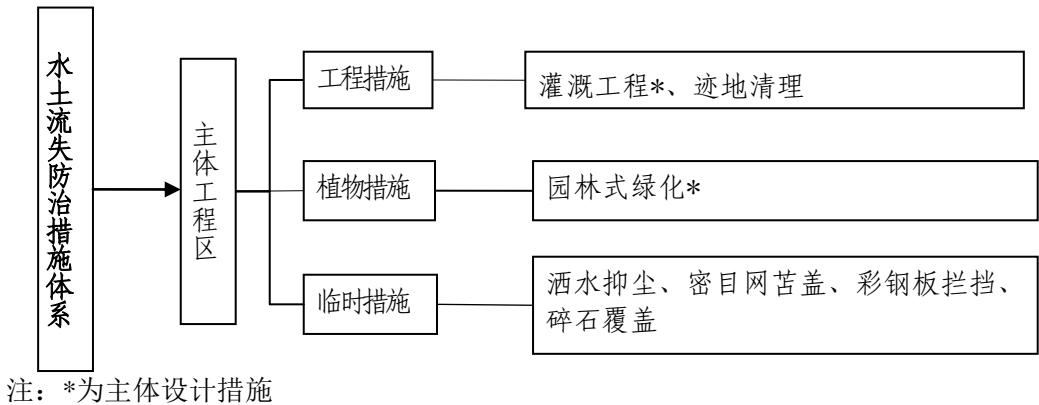 水土流失防治措施体系
主体工程区
工程措施
灌溉工程*、迹地清理
植物措施
园林式绿化*
临时措施
洒水抑尘、密目网苫盖、彩钢板拦挡、
碎石覆盖
注：*为主体设计措施